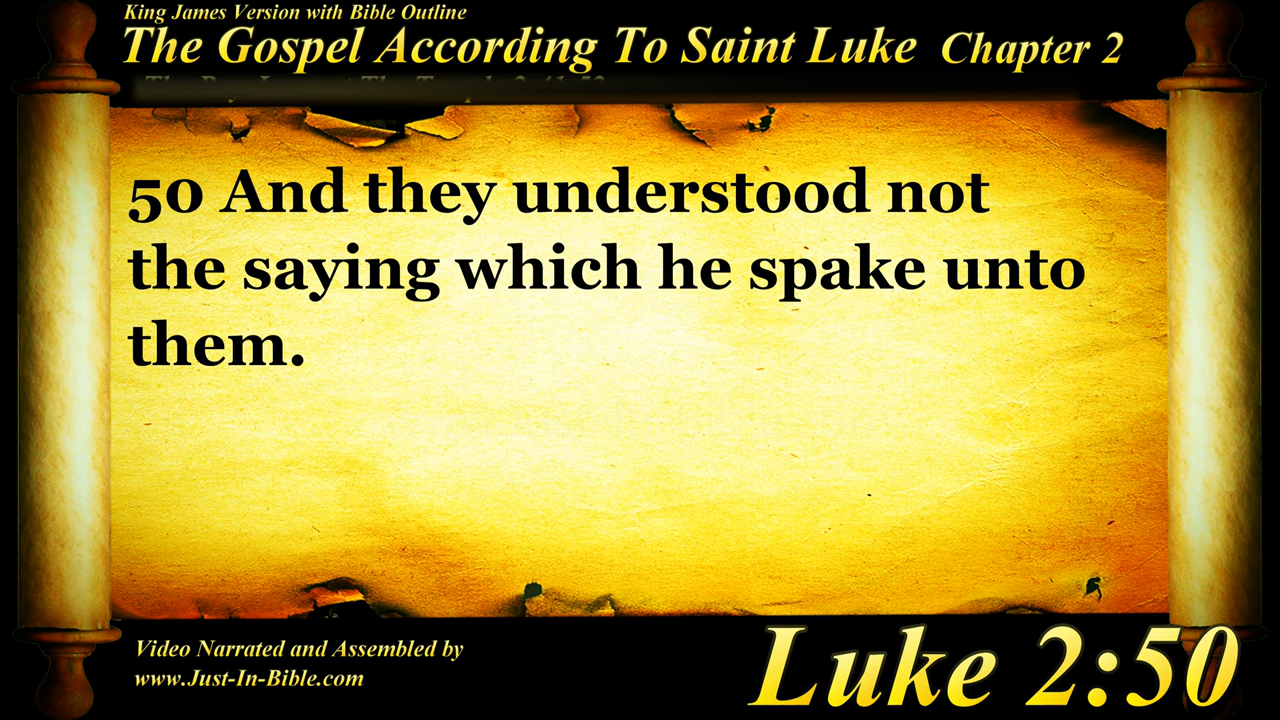 King James Version with Bible Outline
The Gospel According To Saint Luke Chapter 2
50 And they understood not
the saying which he spake unto
them.
Video Narrated and Assembled by
www.Just-In-Bible.com
Luke 2:50